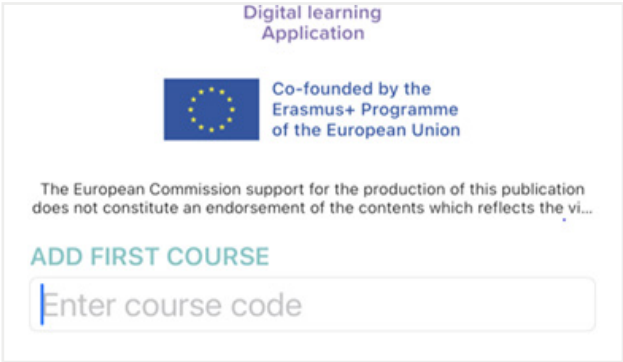 Digital learning
Application
Co-founded by the
Erasmus+ Programme
of the European Union
The European Commission support for the production of this publication
does not constitute an endorsement of the contents which reflects the vi...
ADD FIRST COURSE
Enter course code